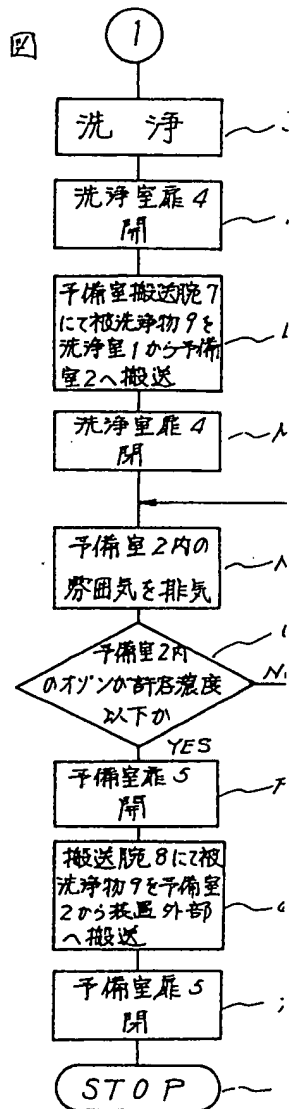 図
1
洗 浄
洗浄室扉4
開
予備室搬送腕7
にて被洗浄物9を
洗浄室1から予備
室2へ搬送
洗浄室扉4
閉
予備室2内の
雰囲気を排気
予備室2内
のオゾンが許容濃度
以下か
YES
予備室扉5
開
搬送腕8にて被
洗浄物9を予備室
2から装置外部
へ搬送
予備室扉5
閉
STOP